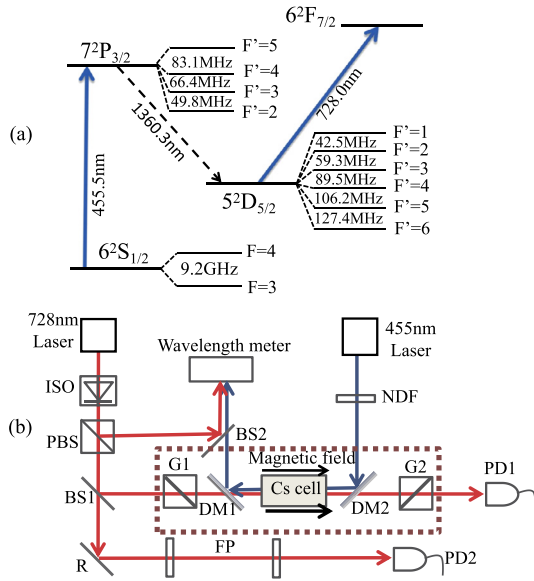 6²F₇/₂
7²P₃/₂
F'=5
83.1MHz
F'=4
66.4MHz
F'=3
49.8MHz
F'=2
(a)
455.5nm
1360.3nm
728.0nm
F'=1
42.5MHz
F'=2
59.3MHz
F'=3
89.5MHz
F'=4
106.2MHz
F'=5
127.4MHz
F'=6
5²D₅/₂
6²S₁/₂
F=4
9.2GHz
F=3
728nm
Laser
Wavelength meter
455nm
Laser
ISO
NDF
(b)
PBS
BS2
Magnetic field
G1
G2
PD1
BS1
DM1
Cs cell
DM2
R
FP
PD2